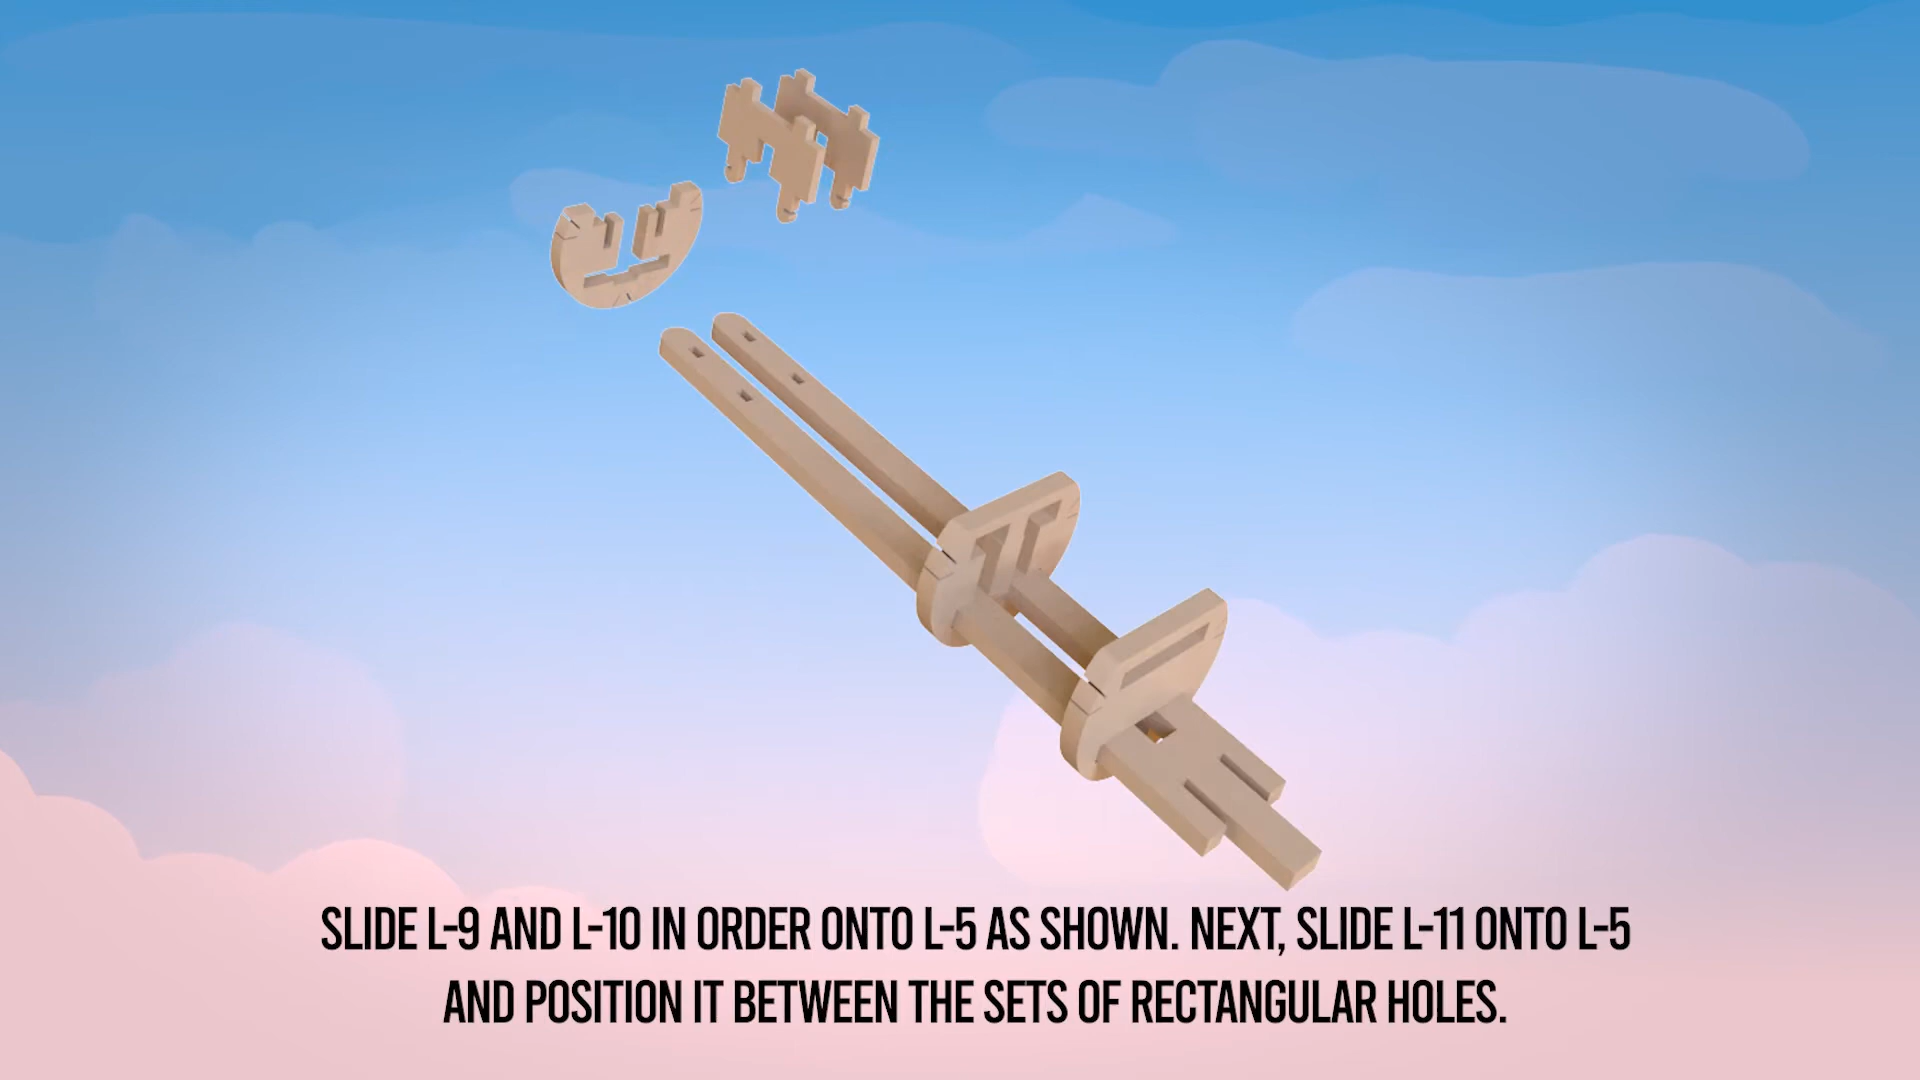 SLIDE L-9 AND L-10 IN ORDER ONTO L-5 AS SHOWN. NEXT, SLIDE L-11 ONTO L-5
AND POSITION IT BETWEEN THE SETS OF RECTANGULAR HOLES.